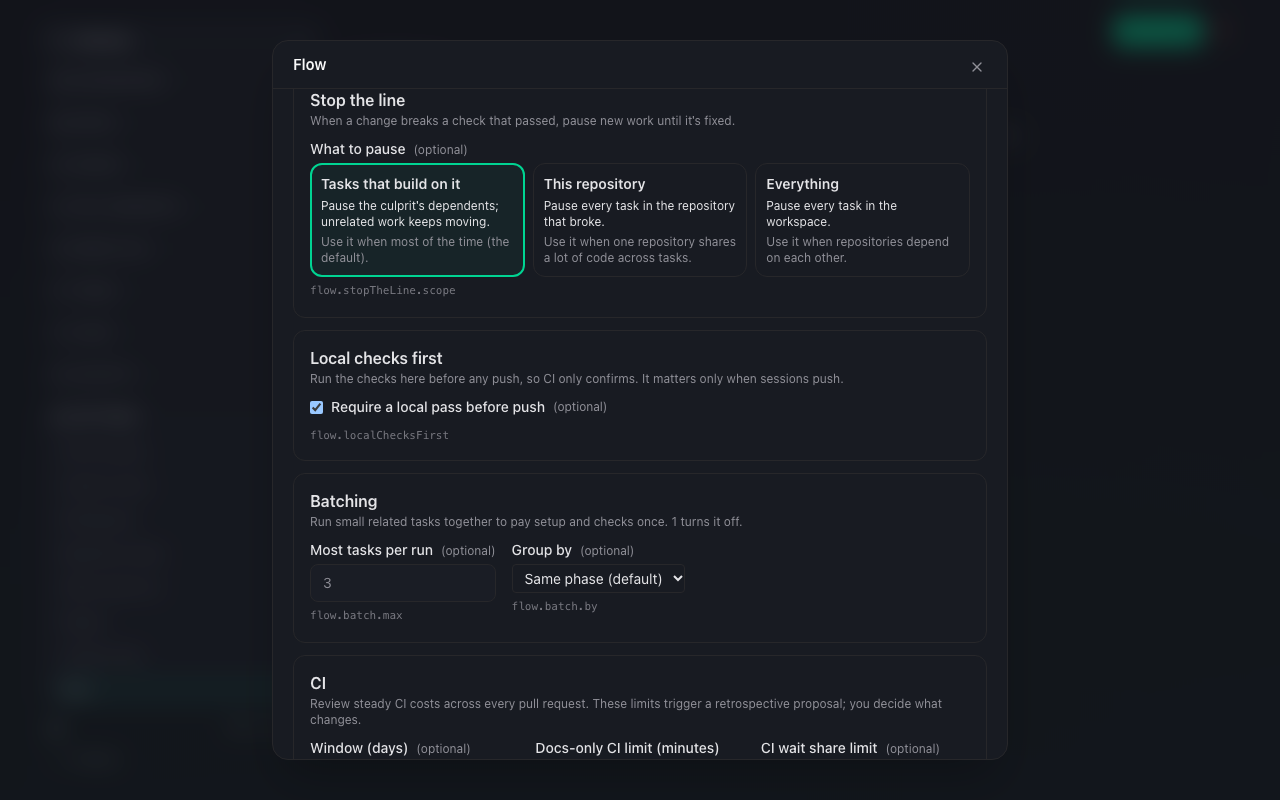 Flow
Stop the line
When a change breaks a check that passed, pause new work until it's fixed.
What to pause (optional)
Tasks that build on it
Pause the culprit's dependents;
unrelated work keeps moving.
Use it when most of the time (the
default).
This repository
Pause every task in the repository
that broke.
Use it when one repository shares
a lot of code across tasks.
Everything
Pause every task in the
workspace.
Use it when repositories depend
on each other.
flow.stopTheLine.scope
Local checks first
Run the checks here before any push, so CI only confirms. It matters only when sessions push.
Require a local pass before push (optional)
flow.localChecksFirst
Batching
Run small related tasks together to pay setup and checks once. 1 turns it off.
Most tasks per run (optional)
3
flow.batch.max
Group by (optional)
Same phase (default)
flow.batch.by
CI
Review steady CI costs across every pull request. These limits trigger a retrospective proposal; you decide what
changes.
Window (days) (optional)
Docs-only CI limit (minutes)
CI wait share limit (optional)